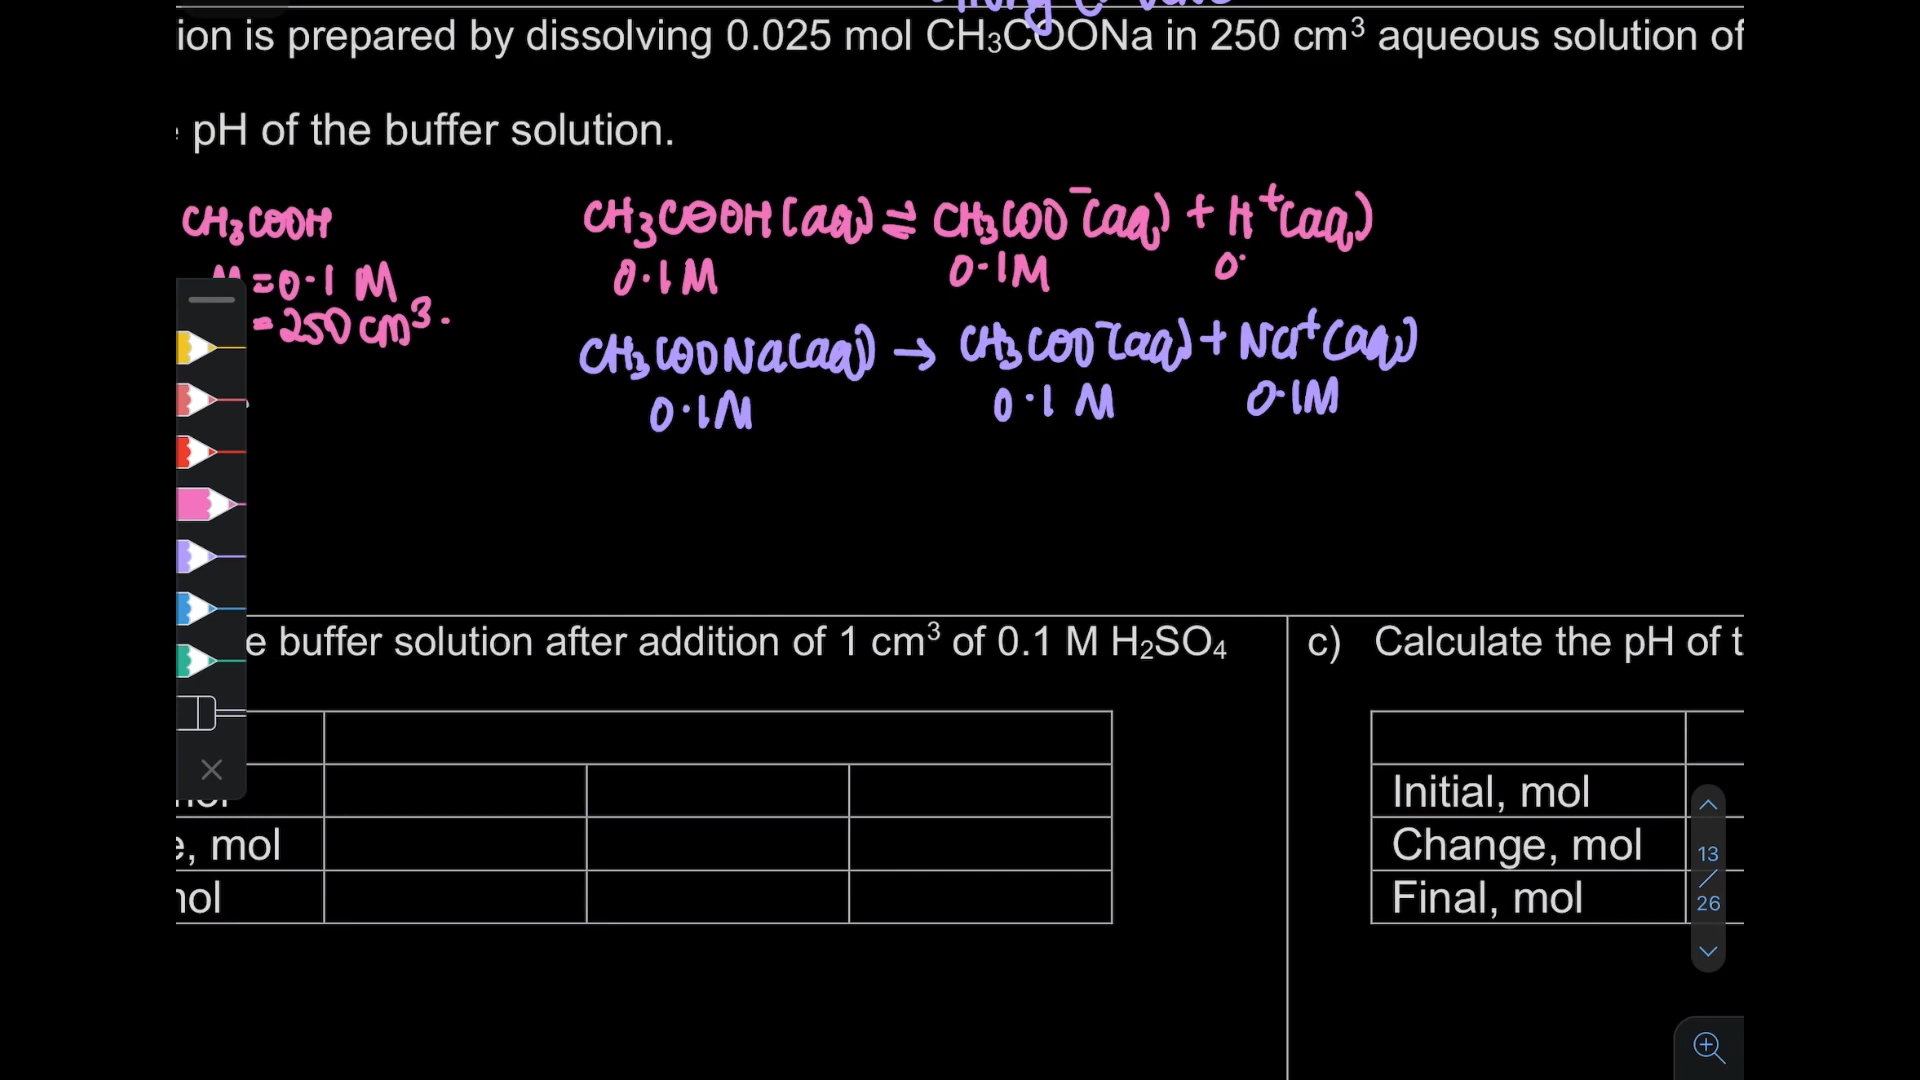 ion is prepared by dissolving 0.025 mol CH₃COONa in 250 cm³ aqueous solution of
pH of the buffer solution.
CH₃COOH
= 0.1 M
= 250 cm³.
CH₃COOH (aq) ⇌ CH₃COO⁻(aq) + H⁺(aq)
0.1 M 0.1M 0.
CH₃COONa(aq) → CH₃COO⁻(aq) + Na⁺(aq)
0.1M 0.1 M 0.1M
e buffer solution after addition of 1 cm³ of 0.1 M H₂SO₄
c) Calculate the pH of t
e, mol
Initial, mol
Change, mol
Final, mol
13
/
26